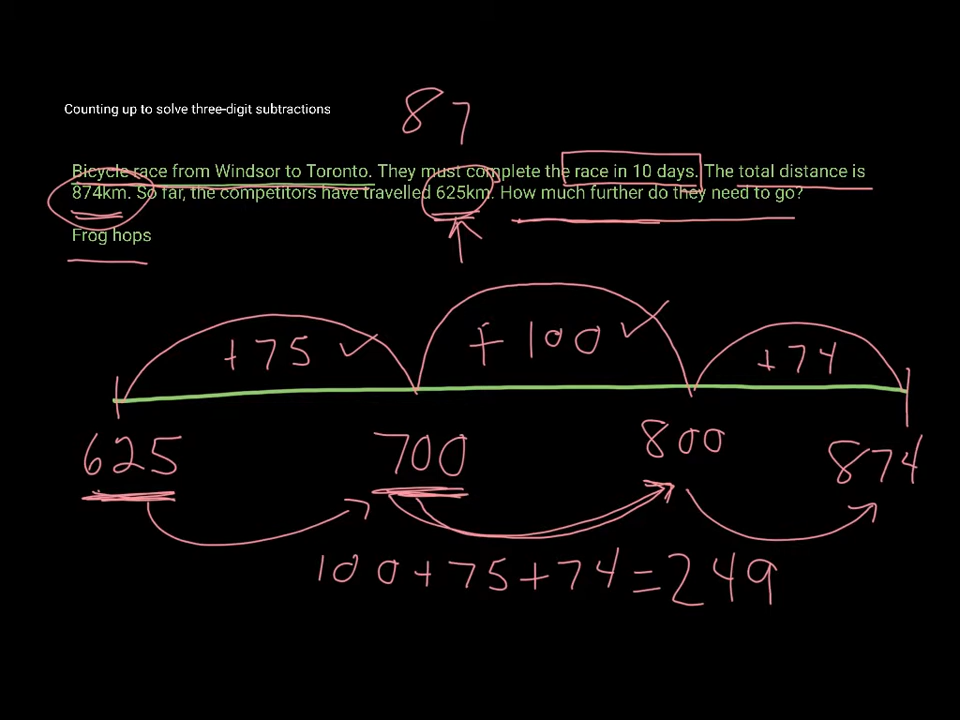 87
Counting up to solve three-digit subtractions
Bicycle race from Windsor to Toronto. They must complete the race in 10 days. The total distance is
874km. So far, the competitors have travelled 625km. How much further do they need to go?
Frog hops
+75 +100 +74
625 700 800 874
100+75+74=249